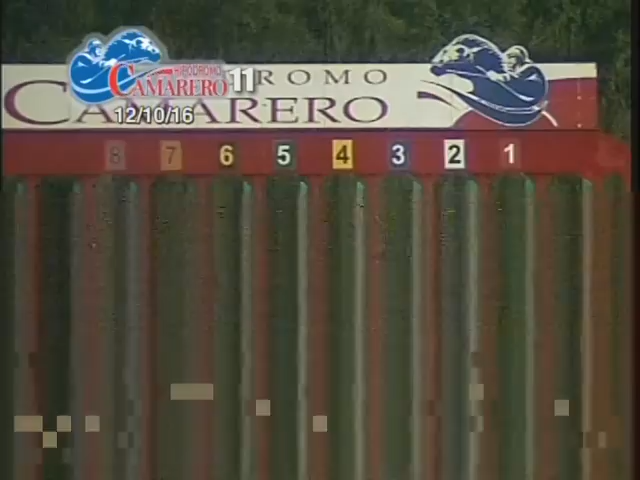 HIPODROMO
CAMARERO 11
12/10/16
ROMO
CAMARERO
8 7 6 5 4 3 2 1